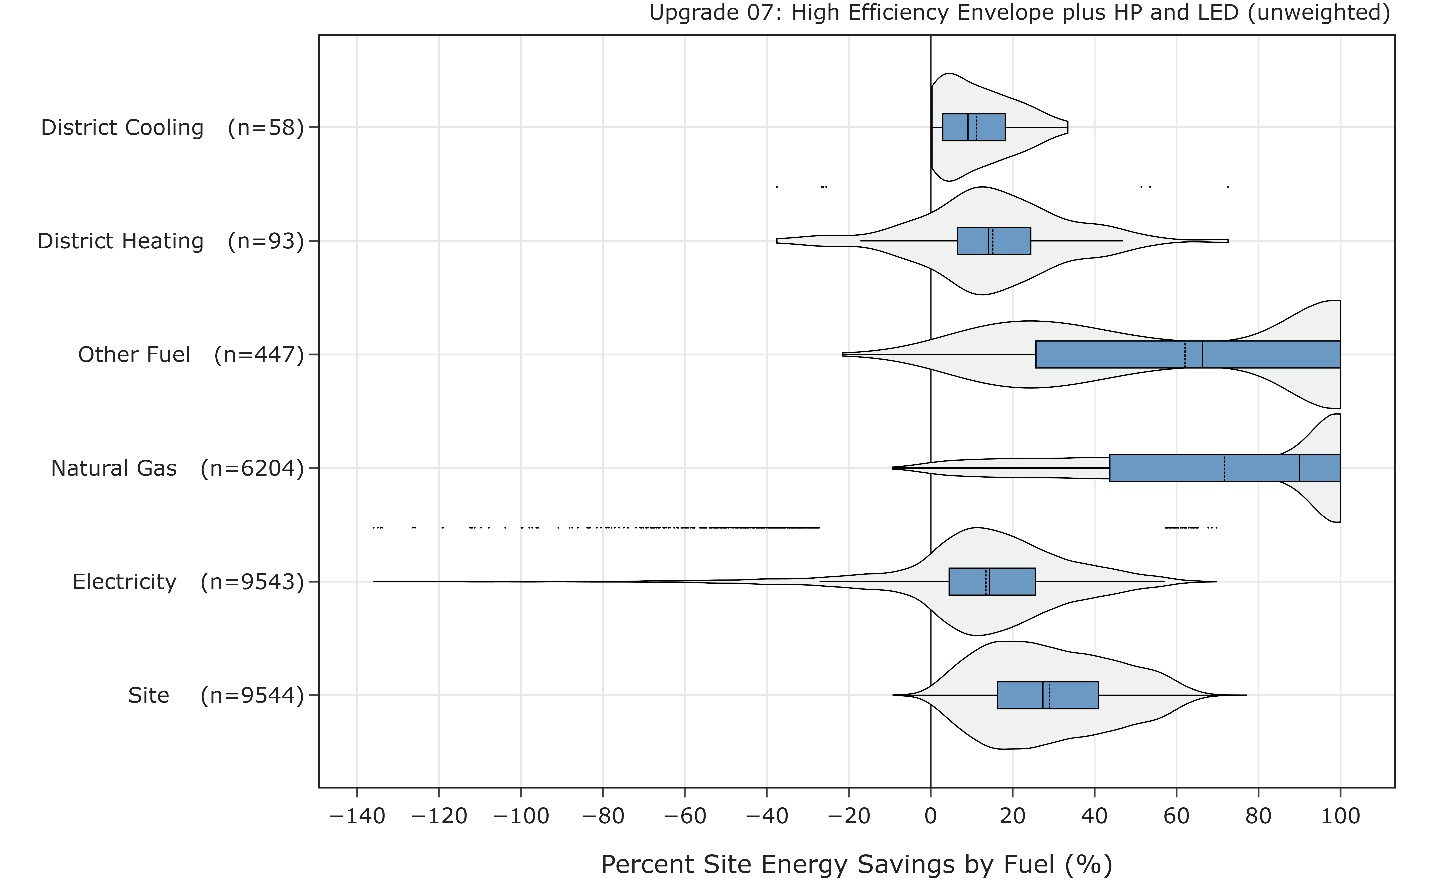 Upgrade 07: High Efficiency Envelope plus HP and LED (unweighted)
District Cooling (n=58)
District Heating (n=93)
Other Fuel (n=447)
Natural Gas (n=6204)
Electricity (n=9543)
Site (n=9544)
−140 −120 −100 −80 −60 −40 −20 0 20 40 60 80 100
Percent Site Energy Savings by Fuel (%)